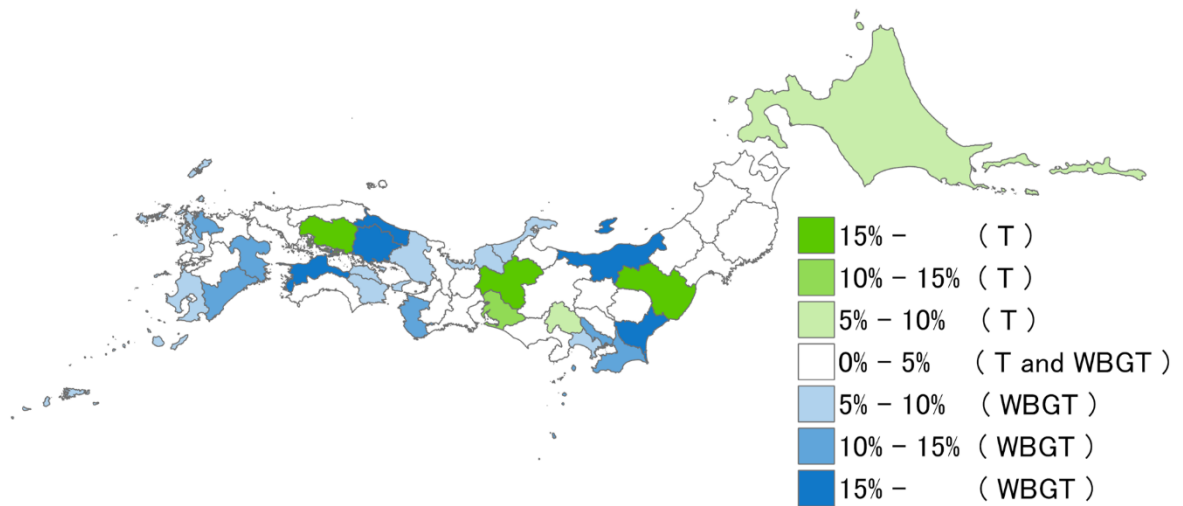 15% - ( T )
10% - 15% ( T )
5% - 10% ( T )
0% - 5% ( T and WBGT )
5% - 10% ( WBGT )
10% - 15% ( WBGT )
15% - ( WBGT )